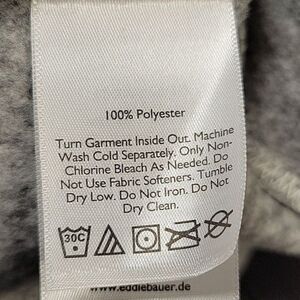 100% Polyester
Turn Garment Inside Out. Machine
Wash Cold Separately. Only Non-
Chlorine Bleach As Needed. Do
Not Use Fabric Softeners. Tumble
Dry Low. Do Not Iron. Do Not
Dry Clean.
30C
www.eddiebauer.de